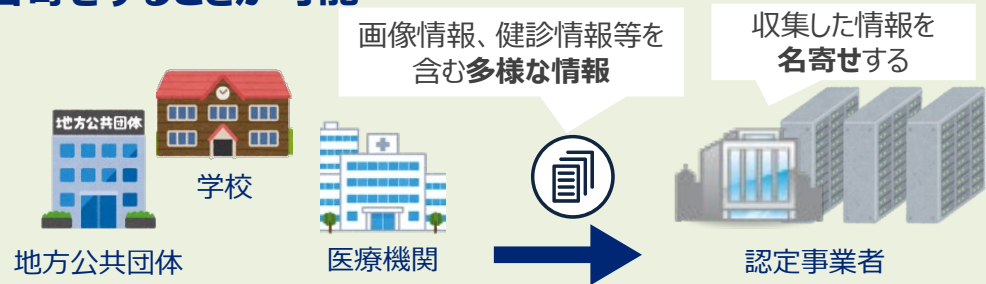 画像情報、健診情報等を
含む多様な情報
収集した情報を
名寄せする
地方公共団体
学校
地方公共団体
医療機関
認定事業者